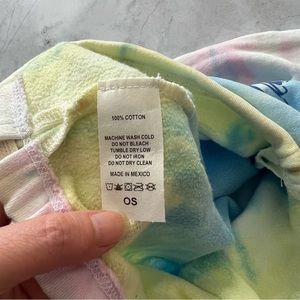 100% COTTON
MACHINE WASH COLD
DO NOT BLEACH
TUMBLE DRY LOW
DO NOT IRON
DO NOT DRY CLEAN
MADE IN MEXICO
OS